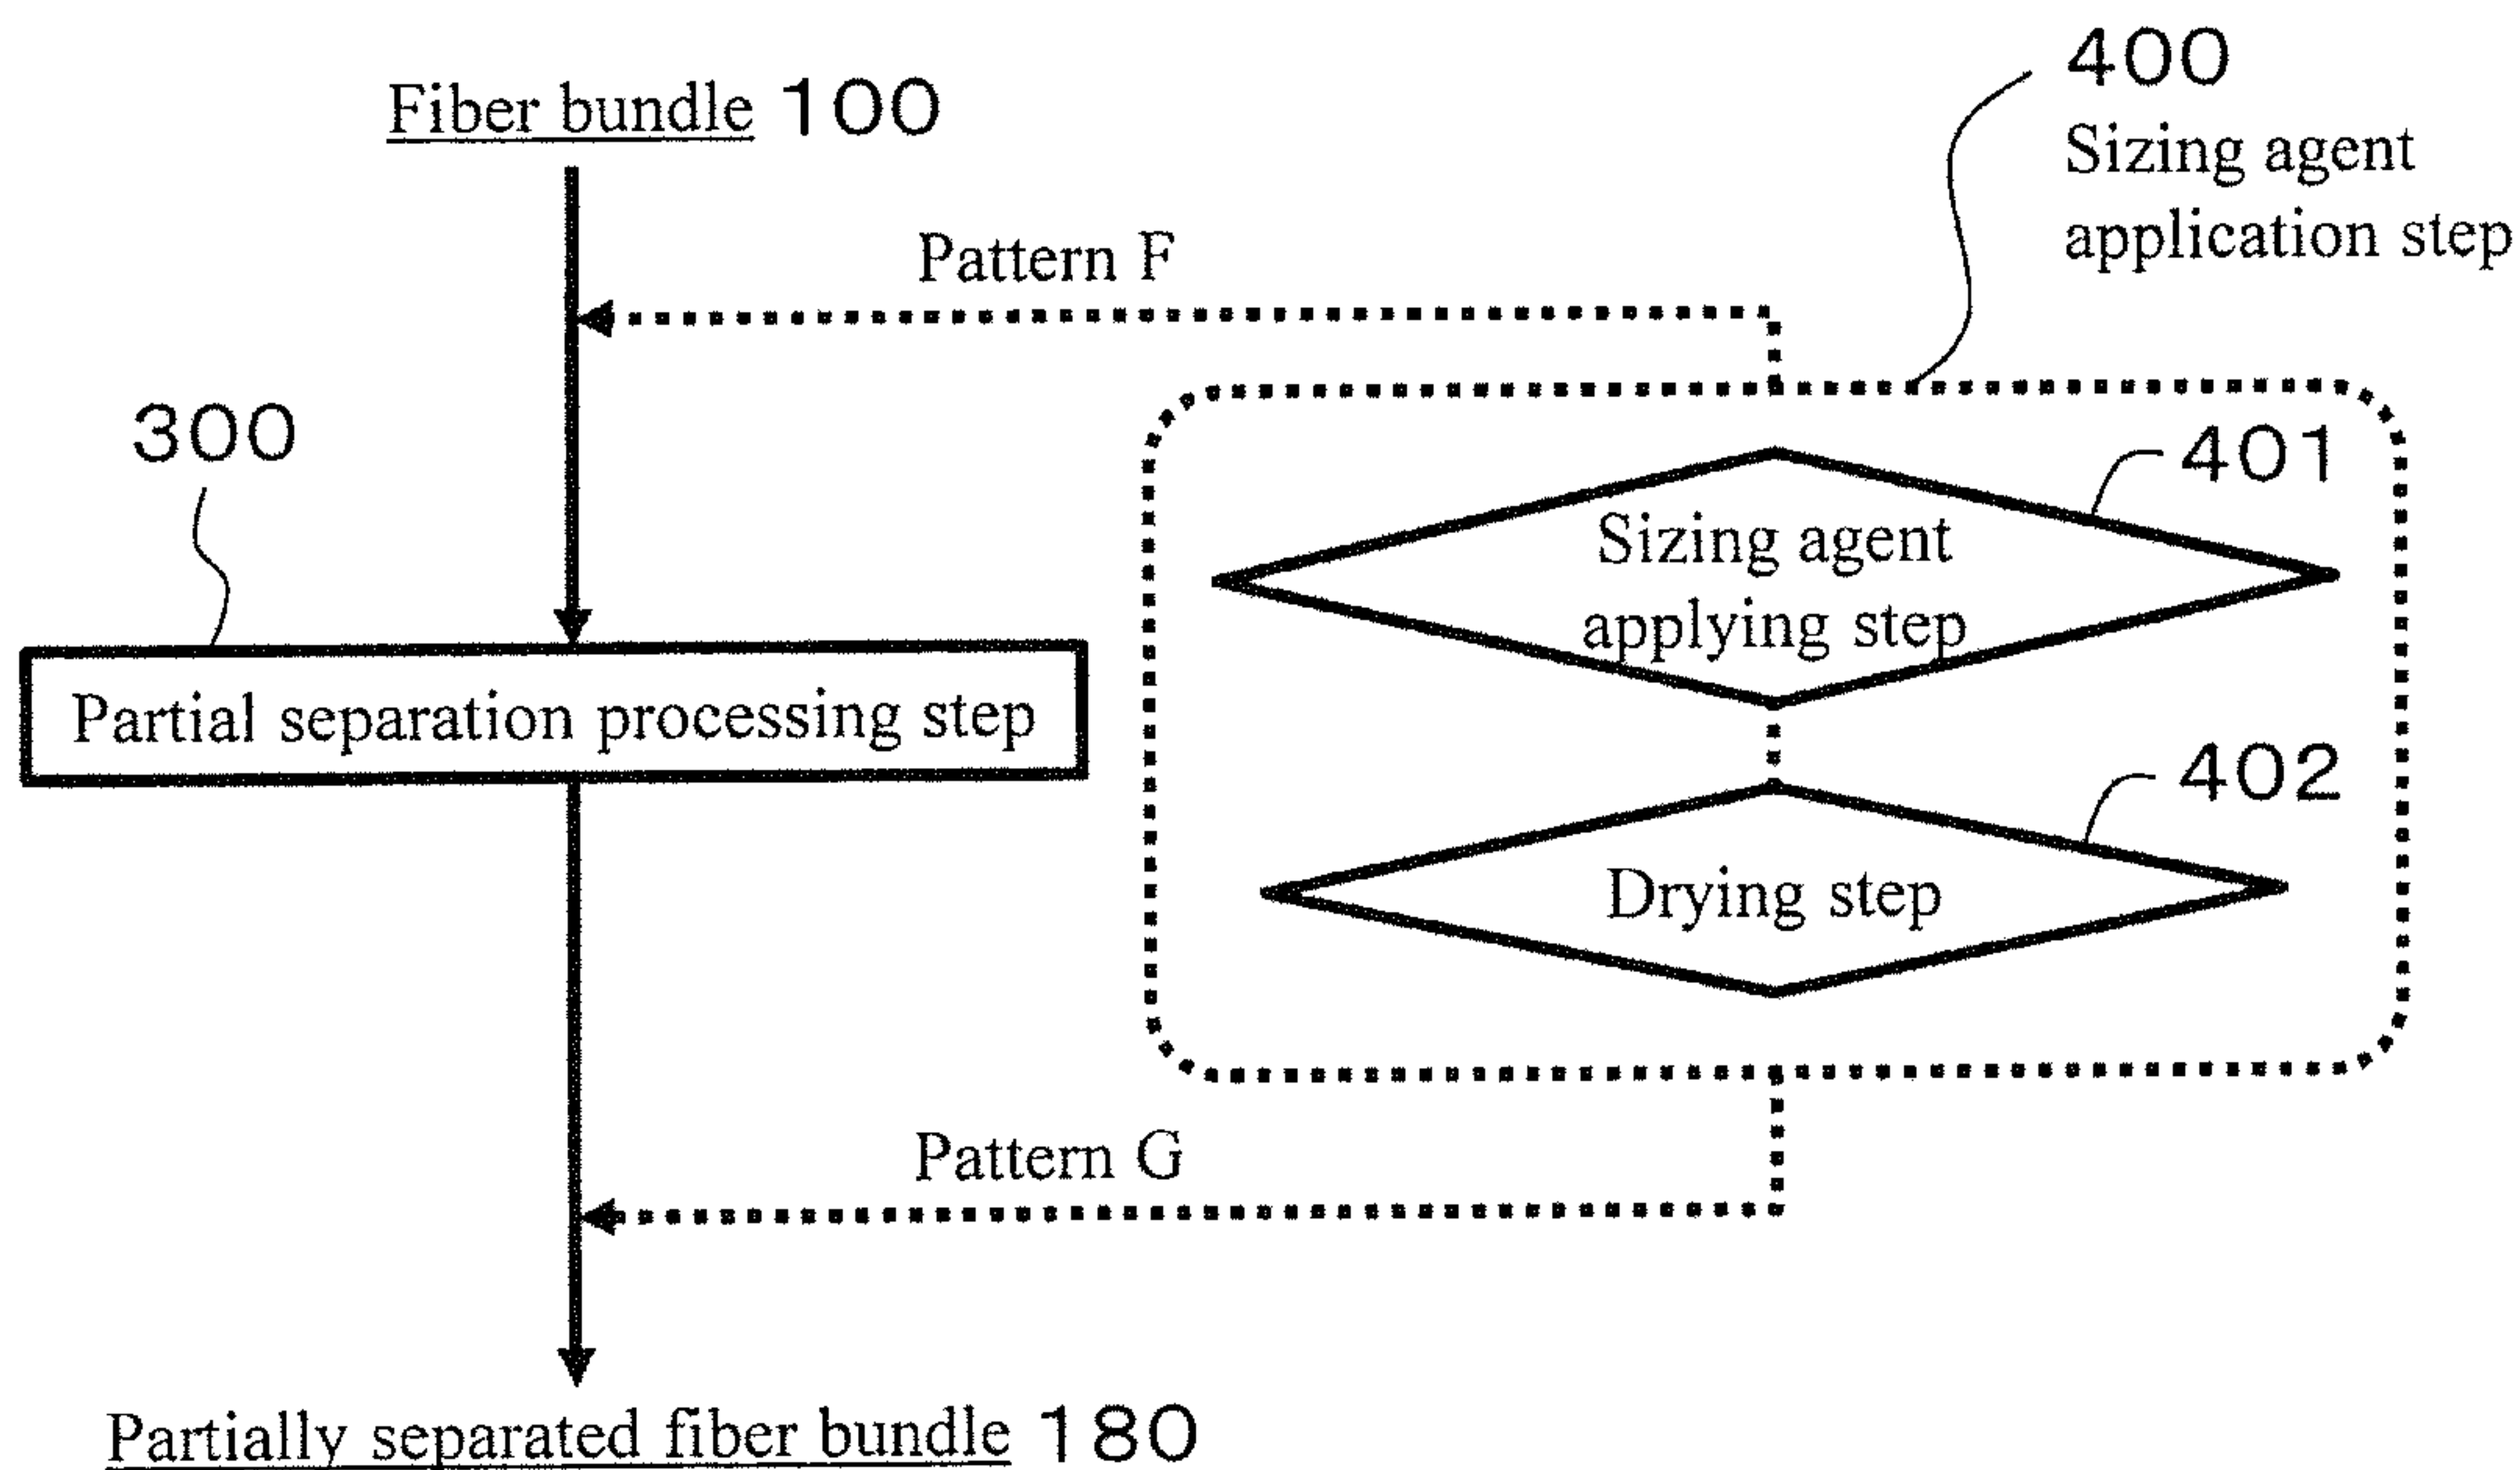 Fiber bundle 100
400
Sizing agent
application step
Pattern F
300
401
Sizing agent
applying step
Partial separation processing step
402
Drying step
Pattern G
Partially separated fiber bundle 180